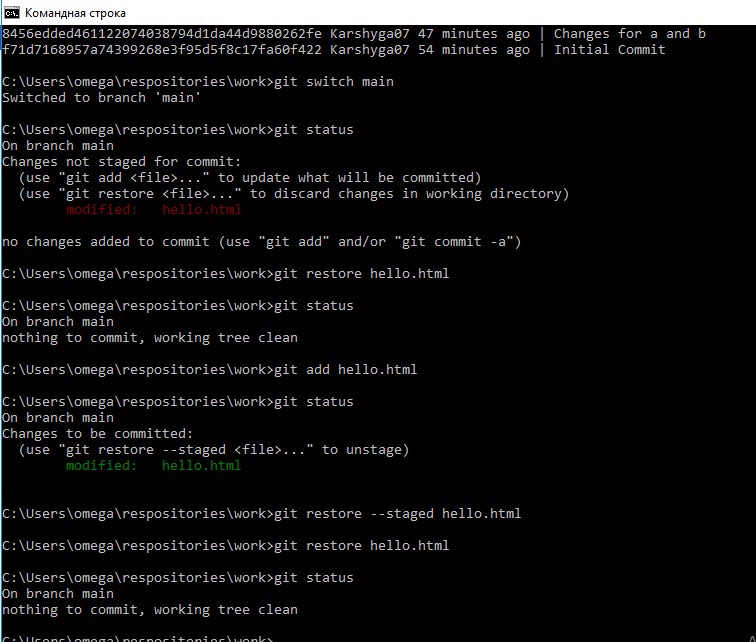 Командная строка
8456edded461122074038794d1da44d9880262fe Karshyga07 47 minutes ago | Changes for a and b
f71d7168957a74399268e3f95d5f8c17fa60f422 Karshyga07 54 minutes ago | Initial Commit
C:\Users\omega\respositories\work>git switch main
Switched to branch 'main'
C:\Users\omega\respositories\work>git status
On branch main
Changes not staged for commit:
(use "git add <file>..." to update what will be committed)
(use "git restore <file>..." to discard changes in working directory)
modified:   hello.html
no changes added to commit (use "git add" and/or "git commit -a")
C:\Users\omega\respositories\work>git restore hello.html
C:\Users\omega\respositories\work>git status
On branch main
nothing to commit, working tree clean
C:\Users\omega\respositories\work>git add hello.html
C:\Users\omega\respositories\work>git status
On branch main
Changes to be committed:
(use "git restore --staged <file>..." to unstage)
modified:   hello.html
C:\Users\omega\respositories\work>git restore --staged hello.html
C:\Users\omega\respositories\work>git restore hello.html
C:\Users\omega\respositories\work>git status
On branch main
nothing to commit, working tree clean
C:\Users\omega\respositories\work>